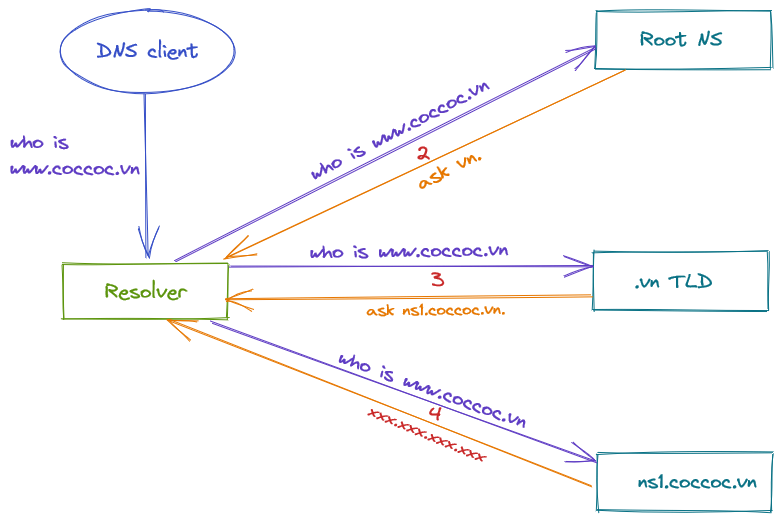 DNS client
Root NS
who is
www.coccoc.vn
who is www.coccoc.vn
2
ask vn.
who is www.coccoc.vn
3
.vn TLD
Resolver
ask ns1.coccoc.vn.
who is www.coccoc.vn
4
xxx.xxx.xxx.xxx
ns1.coccoc.vn